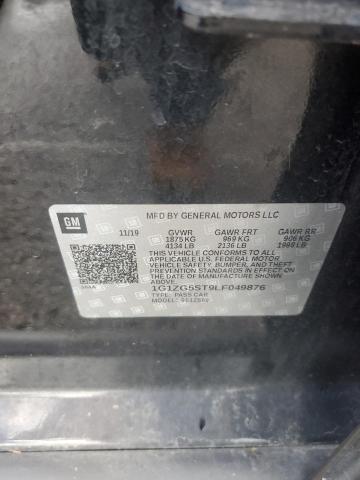 GM
MFD BY GENERAL MOTORS LLC
11/19 GVWR GAWR FRT GAWR RR
1875 KG 969 KG 906 KG
4134 LB 2136 LB 1998 LB
THIS VEHICLE CONFORMS TO ALL
APPLICABLE U.S. FEDERAL MOTOR
VEHICLE SAFETY, BUMPER, AND THEFT
PREVENTION STANDARDS IN EFFECT
ON THE DATE OF MANUFACTURE
SHOWN ABOVE.
1G1ZG5ST9LF049876
TYPE: PASS CAR
MODEL: